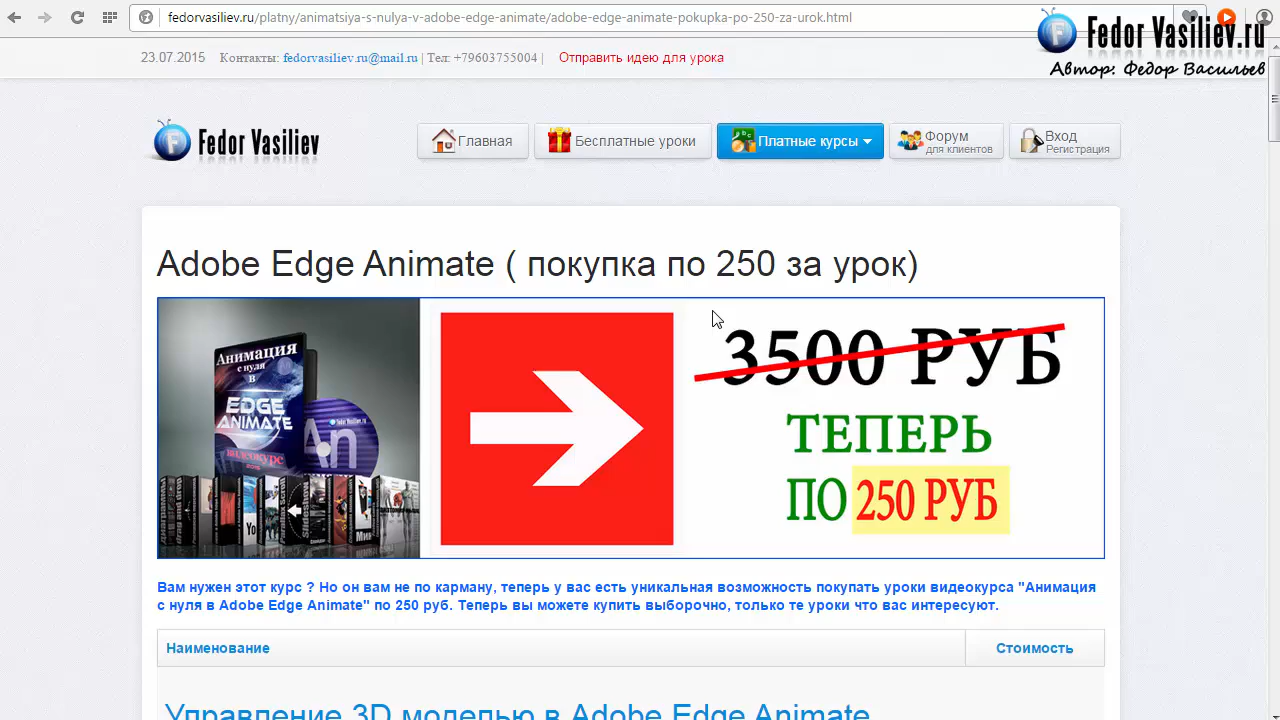 fedorvasiliev.ru/platny/animatsiya-s-nulya-v-adobe-edge-animate/adobe-edge-animate-pokupka-po-250-za-urok.html
Fedor Vasiliev.ru
Автор: Федор Васильев
23.07.2015 Контакты: fedorvasiliev.ru@mail.ru | Тел: +79633755004 | Отправить идею для урока
Fedor Vasiliev
Главная
Бесплатные уроки
Платные курсы
Форум
для клиентов
Вход
Регистрация
Adobe Edge Animate ( покупка по 250 за урок)
Анимация
с нуля
в
EDGE
ANIMATE
видеокурс
An
3500 РУБ
ТЕПЕРЬ
ПО 250 РУБ
Вам нужен этот курс ? Но он вам не по карману, теперь у вас есть уникальная возможность покупать уроки видеокурса "Анимация
с нуля в Adobe Edge Animate" по 250 руб. Теперь вы можете купить выборочно, только те уроки что вас интересуют.
Наименование
Стоимость
Управление 3D моделью в Adobe Edge Animate